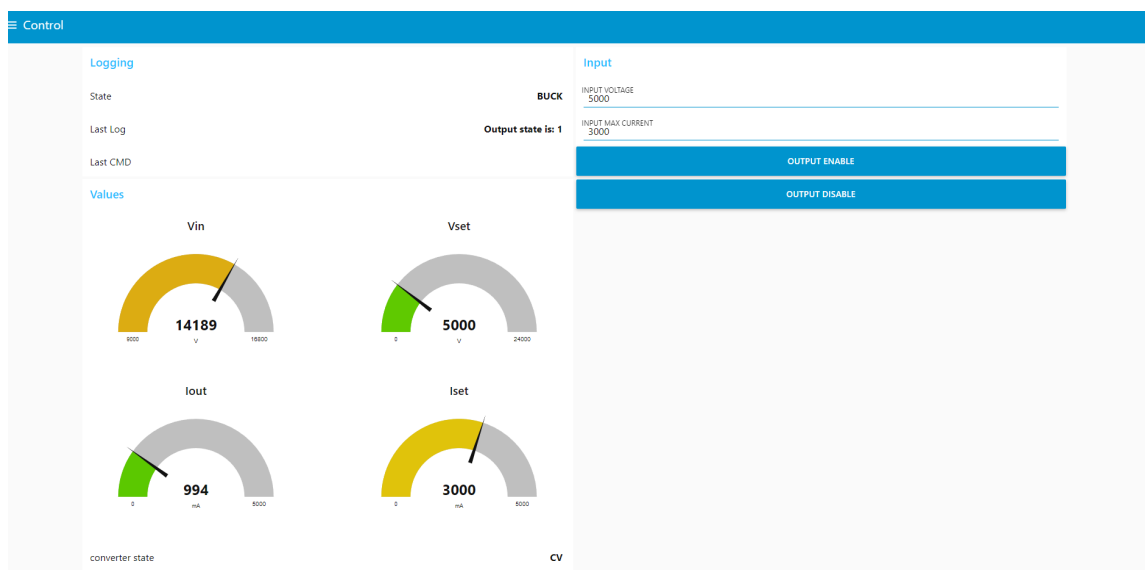 ≡ Control
Logging
State BUCK
Last Log Output state is: 1
Last CMD
Input
INPUT VOLTAGE
5000
INPUT MAX CURRENT
3000
OUTPUT ENABLE
OUTPUT DISABLE
Values
Vin
14189
9000 V 16800
Vset
5000
0 V 24000
Iout
994
0 mA 5000
Iset
3000
0 mA 5000
converter state CV